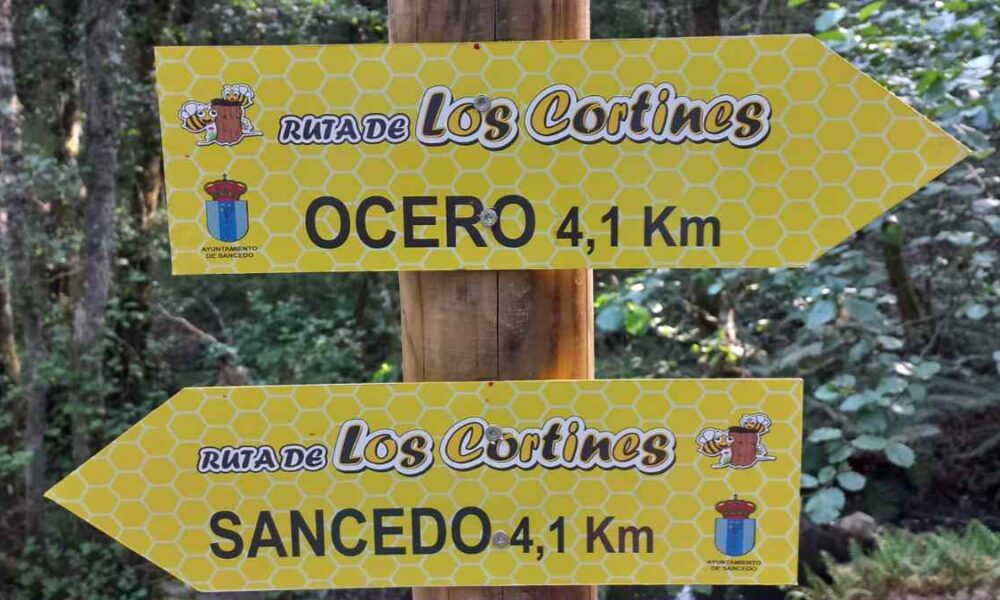 RUTA DE Los Cortines
OCERO 4,1 Km
AYUNTAMIENTO
DE SANCEDO
RUTA DE Los Cortines
SANCEDO 4,1 Km
AYUNTAMIENTO
DE SANCEDO